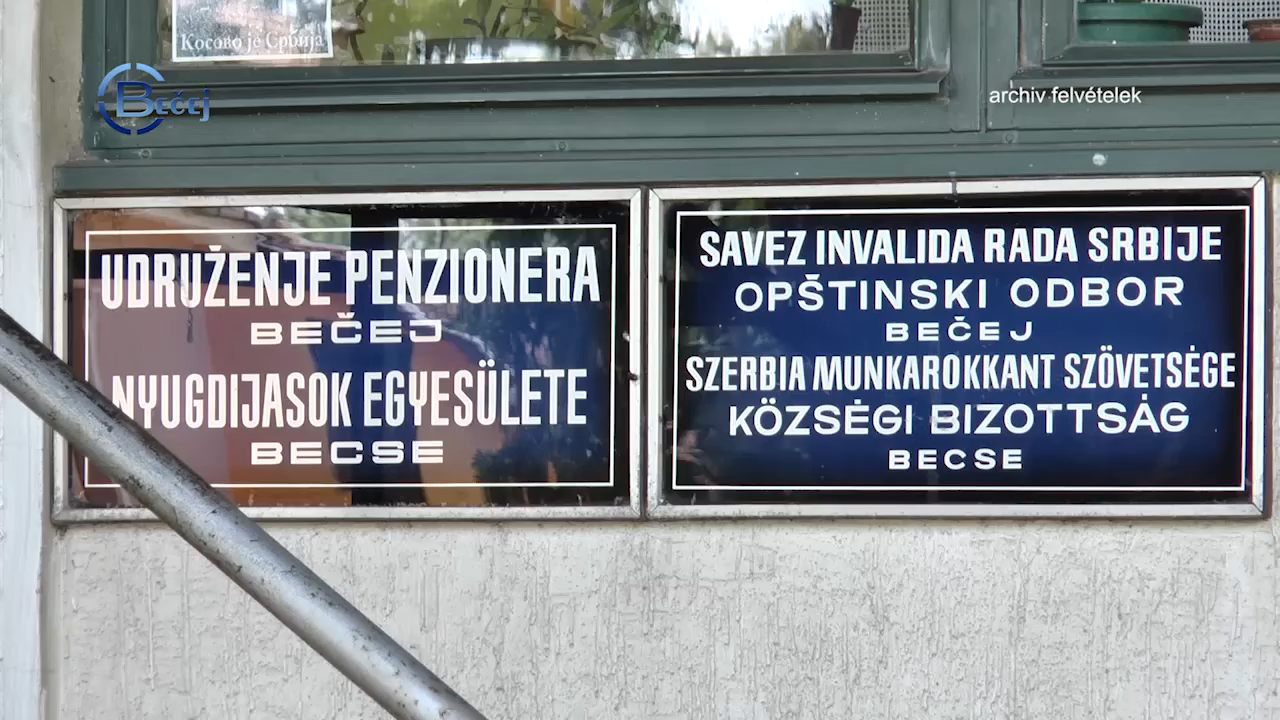 Косово је Србија
Bečej
archiv felvételek
UDRUŽENJE PENZIONERA
BEČEJ
NYUGDIJASOK EGYESÜLETE
BECSE
SAVEZ INVALIDA RADA SRBIJE
OPŠTINSKI ODBOR
BEČEJ
SZERBIA MUNKAROKKANT SZÖVETSÉGE
KÖZSÉGI BIZOTTSÁG
BECSE